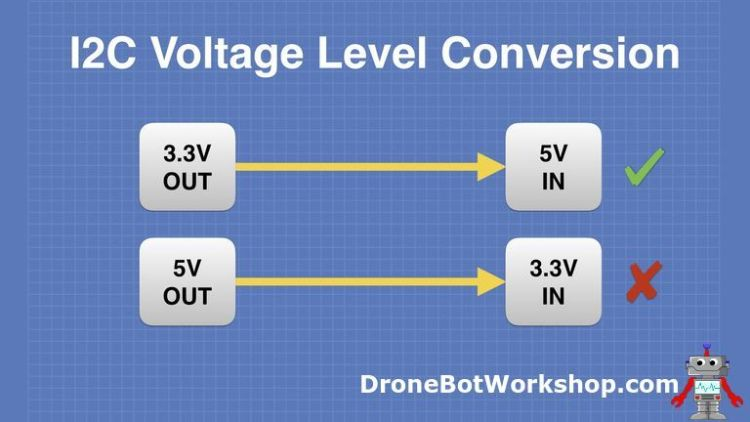 I2C Voltage Level Conversion
3.3V
OUT
5V
IN
5V
OUT
3.3V
IN
DroneBotWorkshop.com